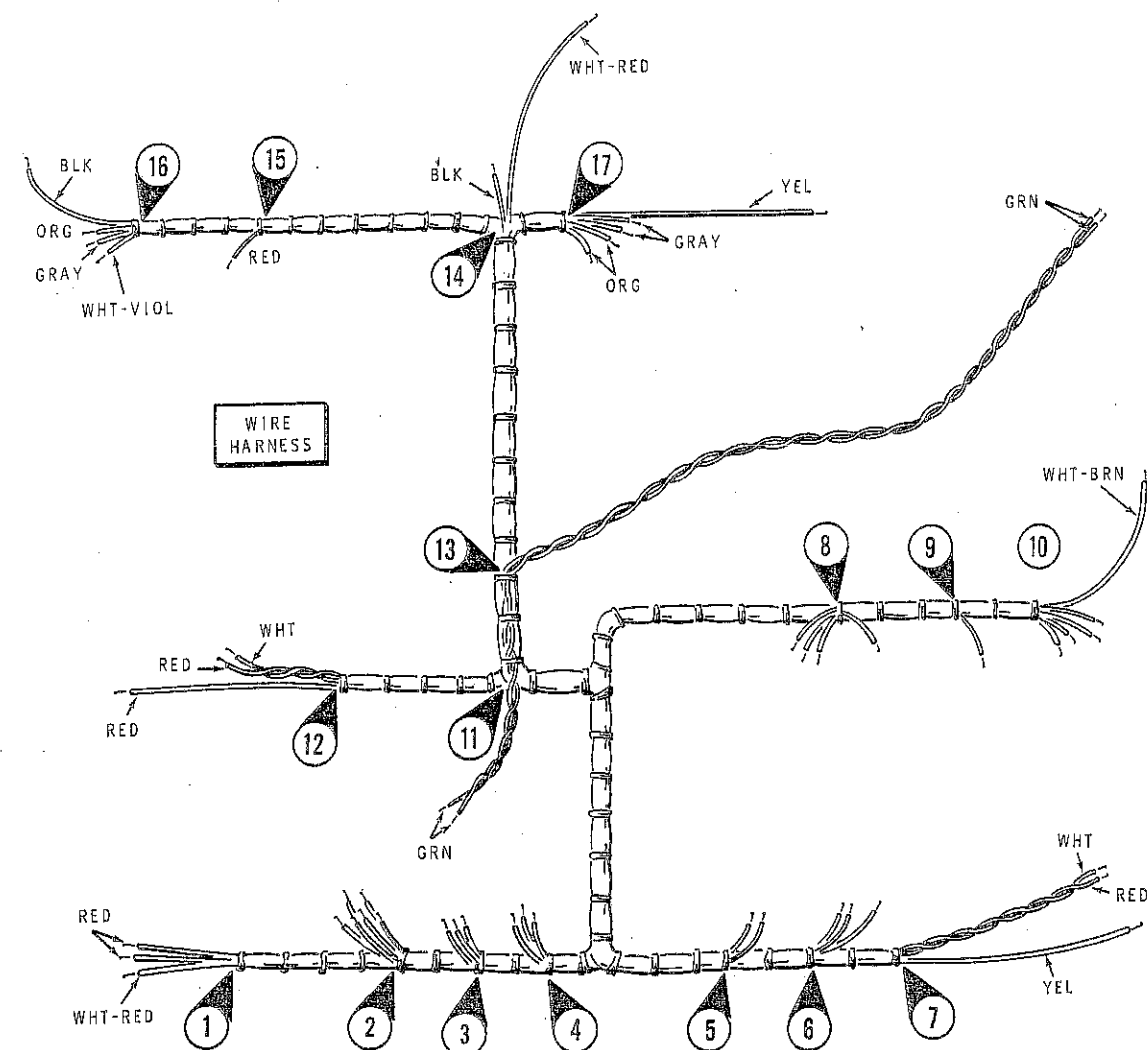 WHT-RED
BLK
16
15
BLK
17
YEL
GRN
ORG
GRAY
RED
14
GRAY
ORG
WHT-VIOL
WIRE
HARNESS
WHT-BRN
13
8
9
10
WHT
RED
RED
12
11
GRN
WHT
RED
RED
WHT-RED
YEL
1
2
3
4
5
6
7